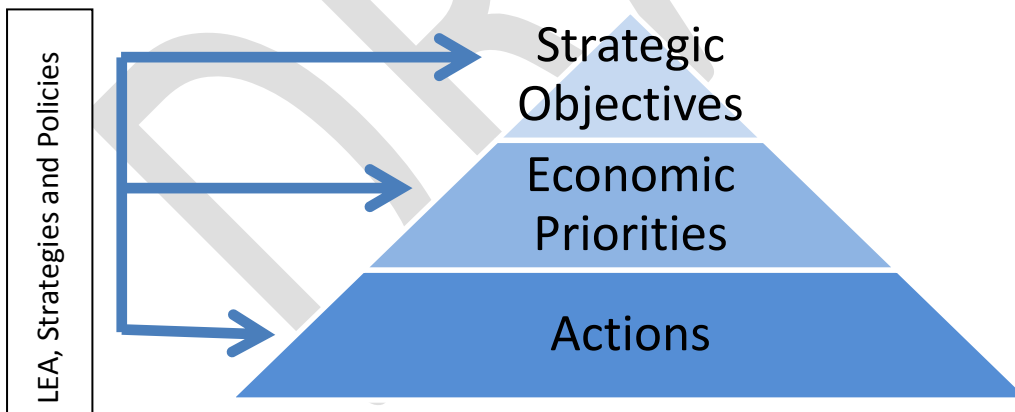 LEA, Strategies and Policies
Strategic
Objectives
Economic
Priorities
Actions